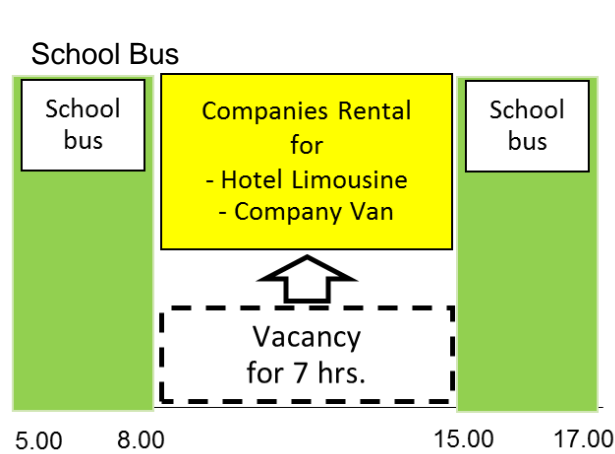 School Bus
School
bus
Companies Rental
for
- Hotel Limousine
- Company Van
School
bus
Vacancy
for 7 hrs.
5.00
8.00
15.00
17.00